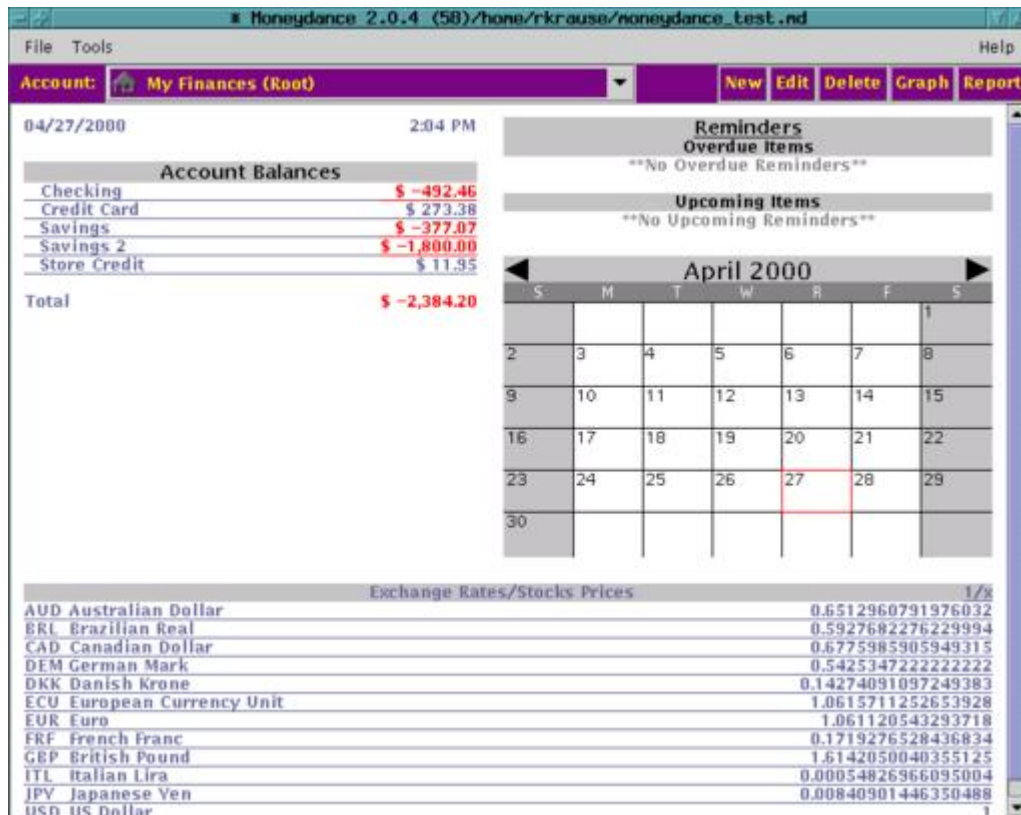 Moneydance 2.0.4 (58)/home/rkrause/moneydance_test.md
File Tools Help
Account: My Finances (Root) New Edit Delete Graph Report
04/27/2000 2:04 PM
Account Balances
Checking $ -492.46
Credit Card $ 273.38
Savings $ -377.07
Savings 2 $ -1,800.00
Store Credit $ 11.95
Total $ -2,384.20
Reminders
Overdue Items
**No Overdue Reminders**
Upcoming Items
**No Upcoming Reminders**
April 2000
S M T W R F S
1
2 3 4 5 6 7 8
9 10 11 12 13 14 15
16 17 18 19 20 21 22
23 24 25 26 27 28 29
30
Exchange Rates/Stocks Prices 1/x
AUD Australian Dollar 0.6512960791976032
BRL Brazilian Real 0.5927682276229994
CAD Canadian Dollar 0.6775985905949315
DEM German Mark 0.5425347222222222
DKK Danish Krone 0.14274091097249383
ECU European Currency Unit 1.0615711252653928
EUR Euro 1.061120543293718
FRF French Franc 0.1719276528436834
GBP British Pound 1.6142050040355125
ITL Italian Lira 0.00054826966095004
JPY Japanese Yen 0.008409014463504​88
USD US Dollar 1